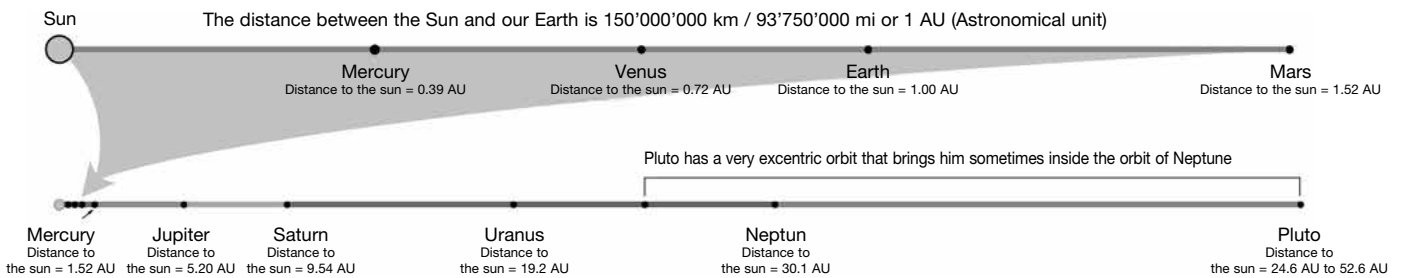 Sun
The distance between the Sun and our Earth is 150’000’000 km / 93’750’000 mi or 1 AU (Astronomical unit)
Mercury
Distance to the sun = 0.39 AU
Venus
Distance to the sun = 0.72 AU
Earth
Distance to the sun = 1.00 AU
Mars
Distance to the sun = 1.52 AU
Pluto has a very excentric orbit that brings him sometimes inside the orbit of Neptune
Mercury
Distance to
the sun = 1.52 AU
Jupiter
Distance to
the sun = 5.20 AU
Saturn
Distance to
the sun = 9.54 AU
Uranus
Distance to
the sun = 19.2 AU
Neptun
Distance to
the sun = 30.1 AU
Pluto
Distance to
the sun = 24.6 AU to 52.6 AU